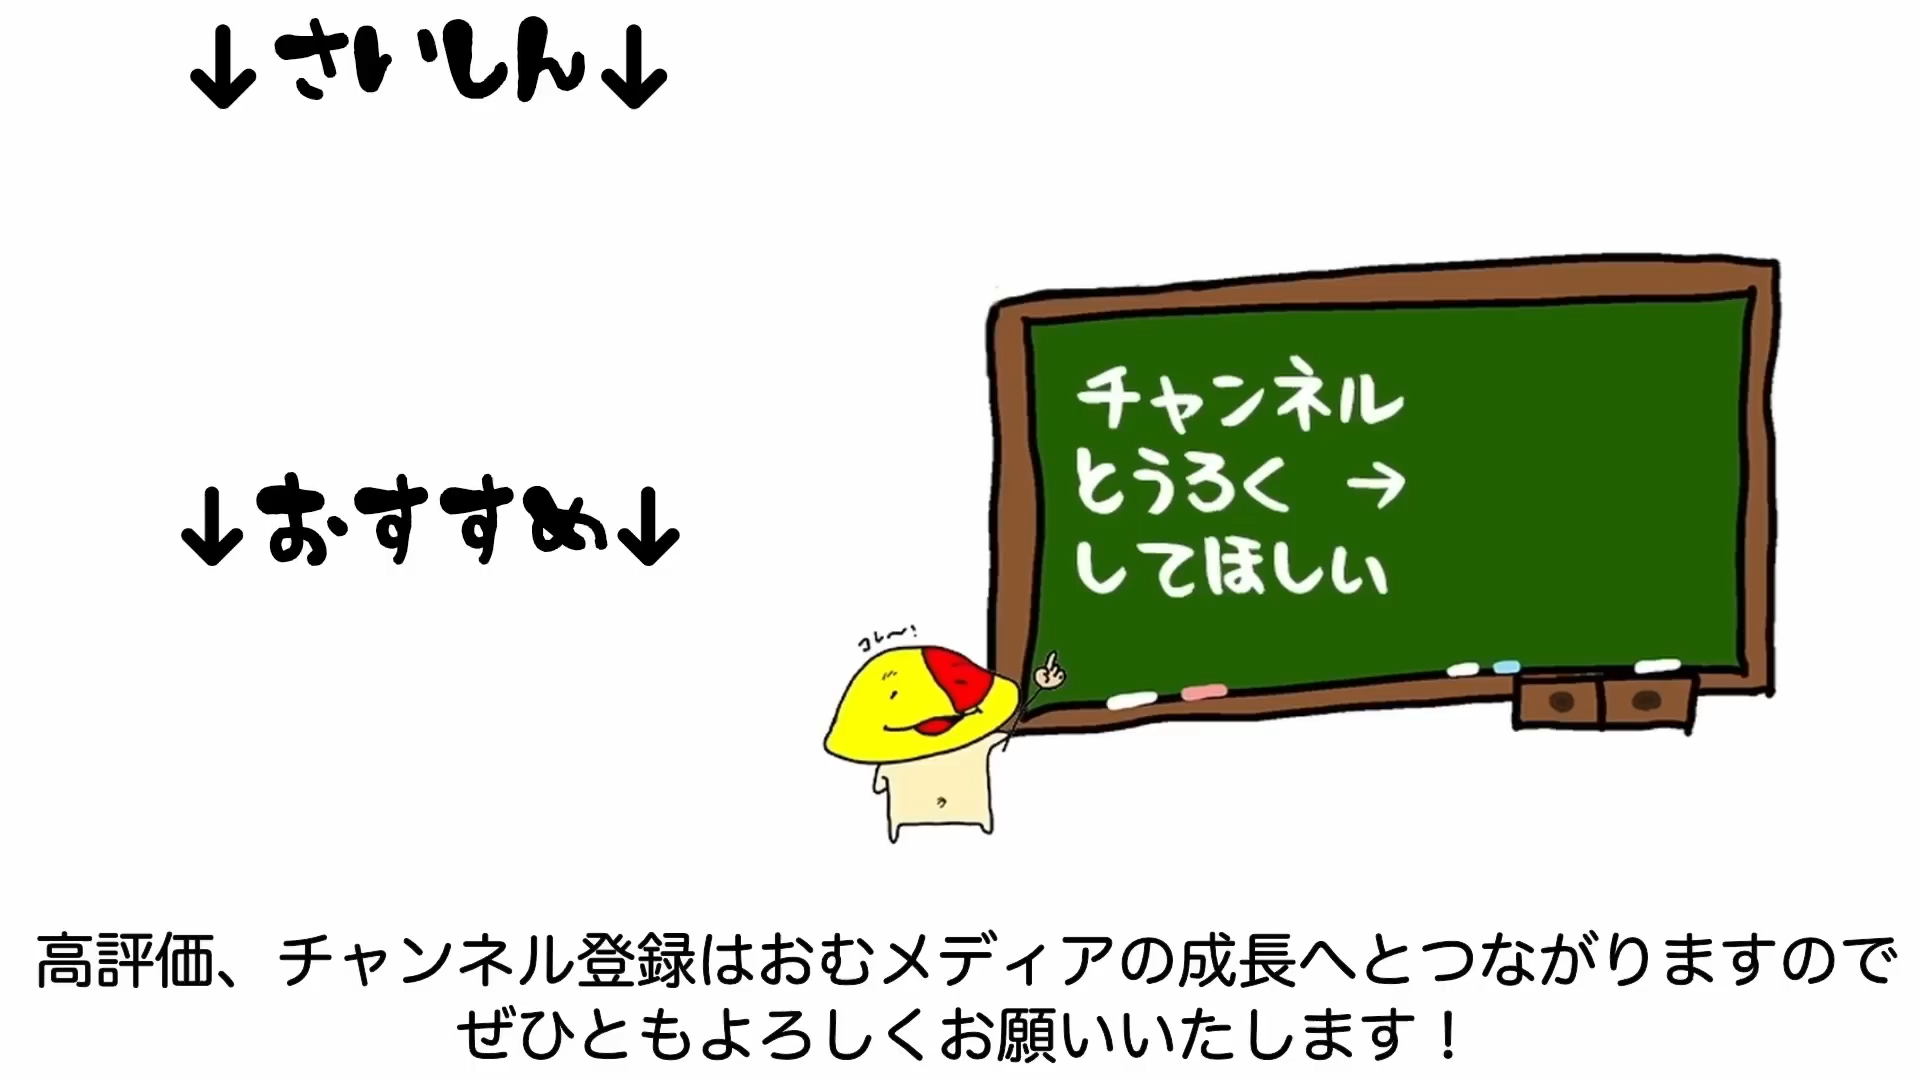 ↓さいしん↓
チャンネル
とうろく →
してほしい
↓おすすめ↓
コレ〜！
高評価、チャンネル登録はおむメディアの成長へとつながりますので
ぜひともよろしくお願いいたします！